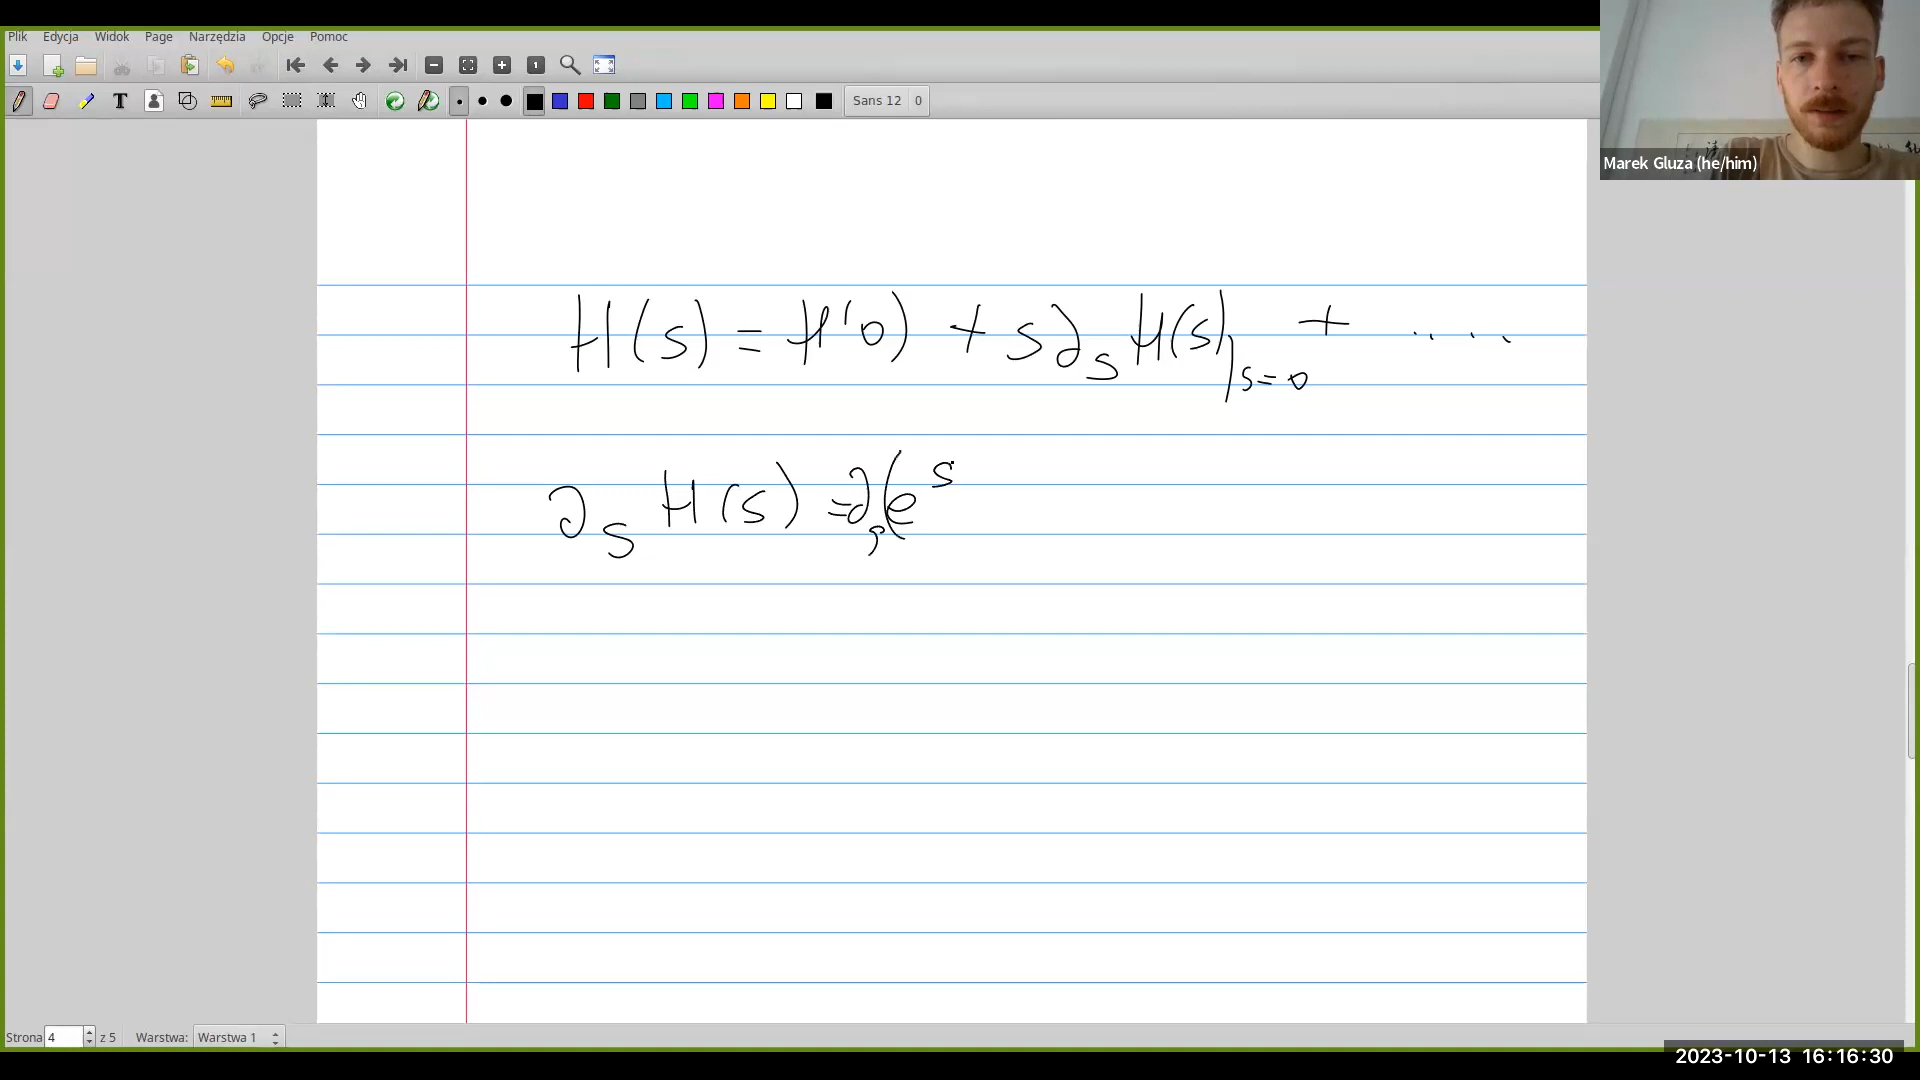 Plik Edycja Widok Page Narzędzia Opcje Pomoc
Sans 12 0
Marek Gluza (he/him)
H(s) = H(0) + s∂ₛ H(s)|ₛ₌₀ + ....
∂ₛ H(s) = ∂ₛ(e^s
Strona 4 z 5 Warstwa: Warstwa 1
2023-10-13 16:16:30